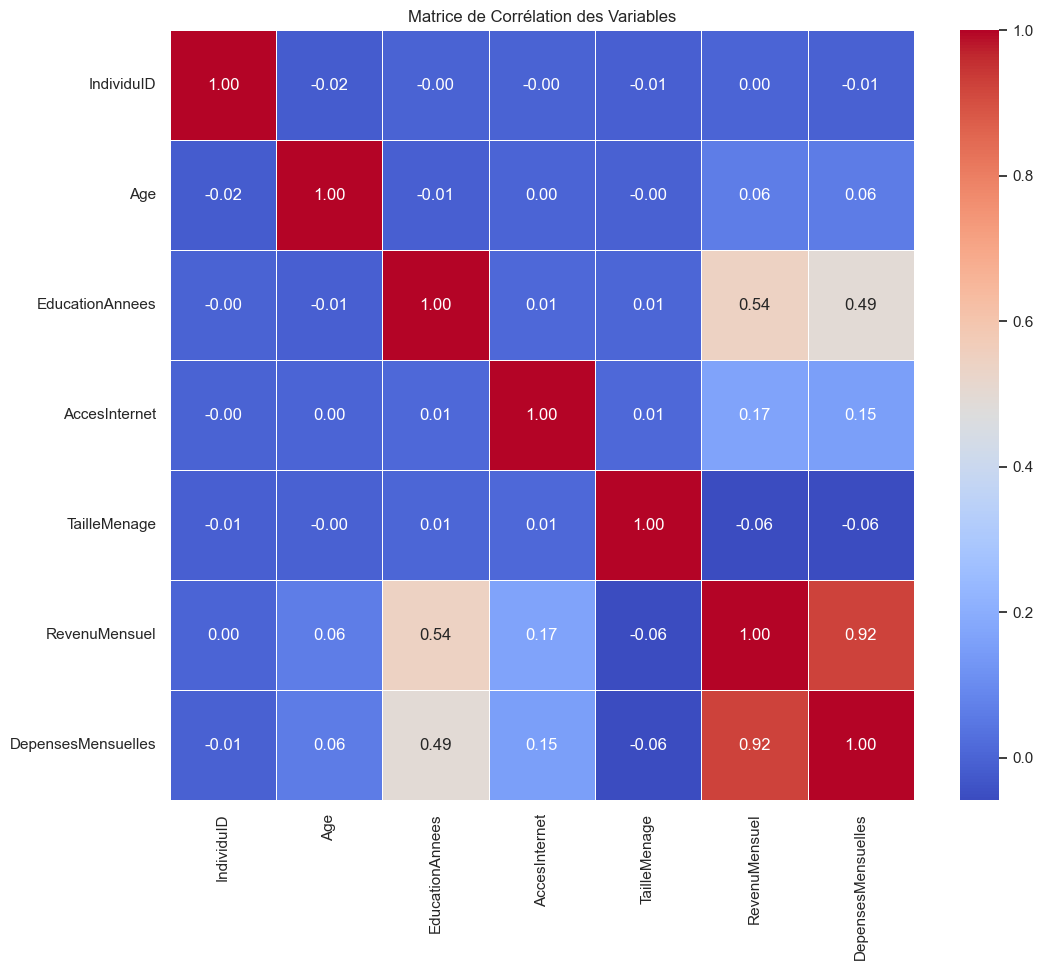 Matrice de Corrélation des Variables
IndividuID 1.00 -0.02 -0.00 -0.00 -0.01 0.00 -0.01
Age -0.02 1.00 -0.01 0.00 -0.00 0.06 0.06
EducationAnnees -0.00 -0.01 1.00 0.01 0.01 0.54 0.49
AccesInternet -0.00 0.00 0.01 1.00 0.01 0.17 0.15
TailleMenage -0.01 -0.00 0.01 0.01 1.00 -0.06 -0.06
RevenuMensuel 0.00 0.06 0.54 0.17 -0.06 1.00 0.92
DepensesMensuelles -0.01 0.06 0.49 0.15 -0.06 0.92 1.00
IndividuID
Age
EducationAnnees
AccesInternet
TailleMenage
RevenuMensuel
DepensesMensuelles
1.0
0.8
0.6
0.4
0.2
0.0